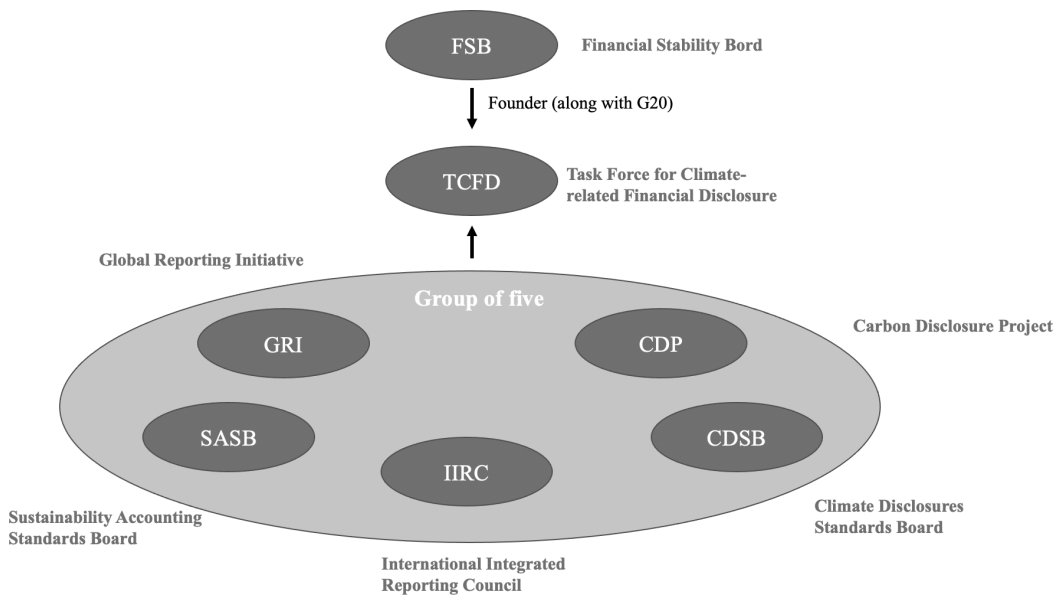 FSB
Financial Stability Bord
Founder (along with G20)
TCFD
Task Force for Climate-
related Financial Disclosure
Global Reporting Initiative
Group of five
Carbon Disclosure Project
GRI
CDP
SASB
CDSB
IIRC
Sustainability Accounting
Standards Board
Climate Disclosures
Standards Board
International Integrated
Reporting Council